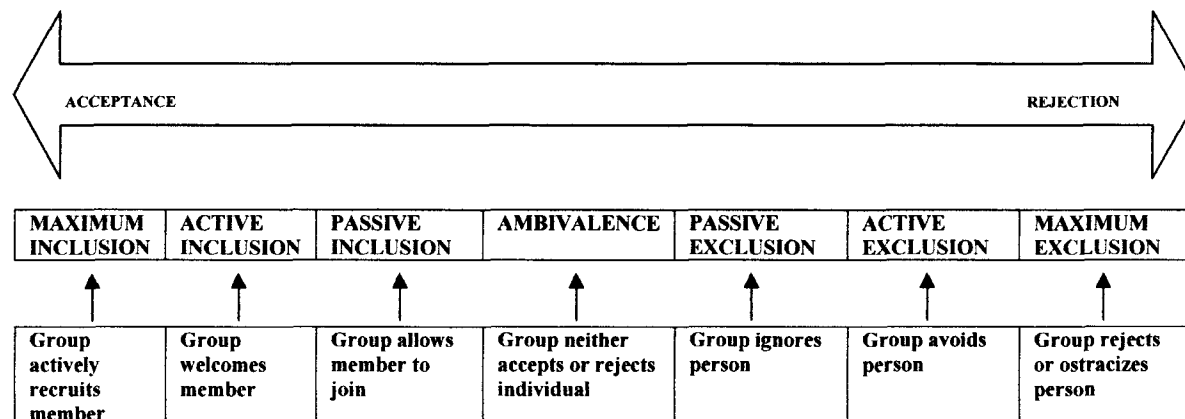 ACCEPTANCE
REJECTION
MAXIMUM INCLUSION
ACTIVE INCLUSION
PASSIVE INCLUSION
AMBIVALENCE
PASSIVE EXCLUSION
ACTIVE EXCLUSION
MAXIMUM EXCLUSION
Group
actively
recruits
member
Group
welcomes
member
Group allows
member to
join
Group neither
accepts or rejects
individual
Group ignores
person
Group avoids
person
Group rejects
or ostracizes
person